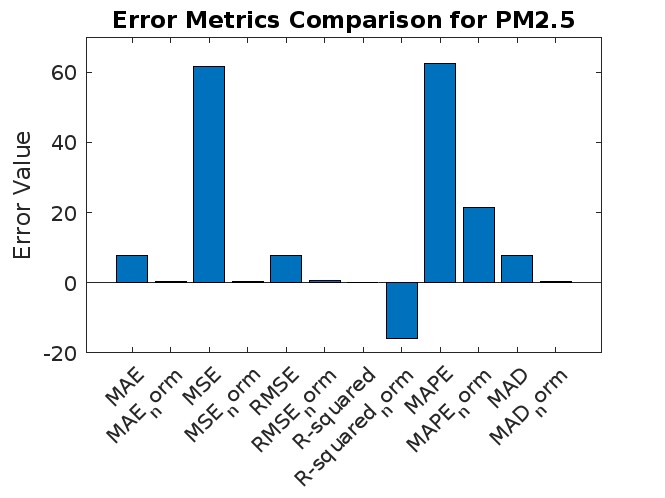 Error Metrics Comparison for PM2.5
Error Value
60
40
20
0
-20
MAE
MAE_norm
MSE
MSE_norm
RMSE
RMSE_norm
R-squared
R-squared_norm
MAPE
MAPE_norm
MAD
MAD_norm